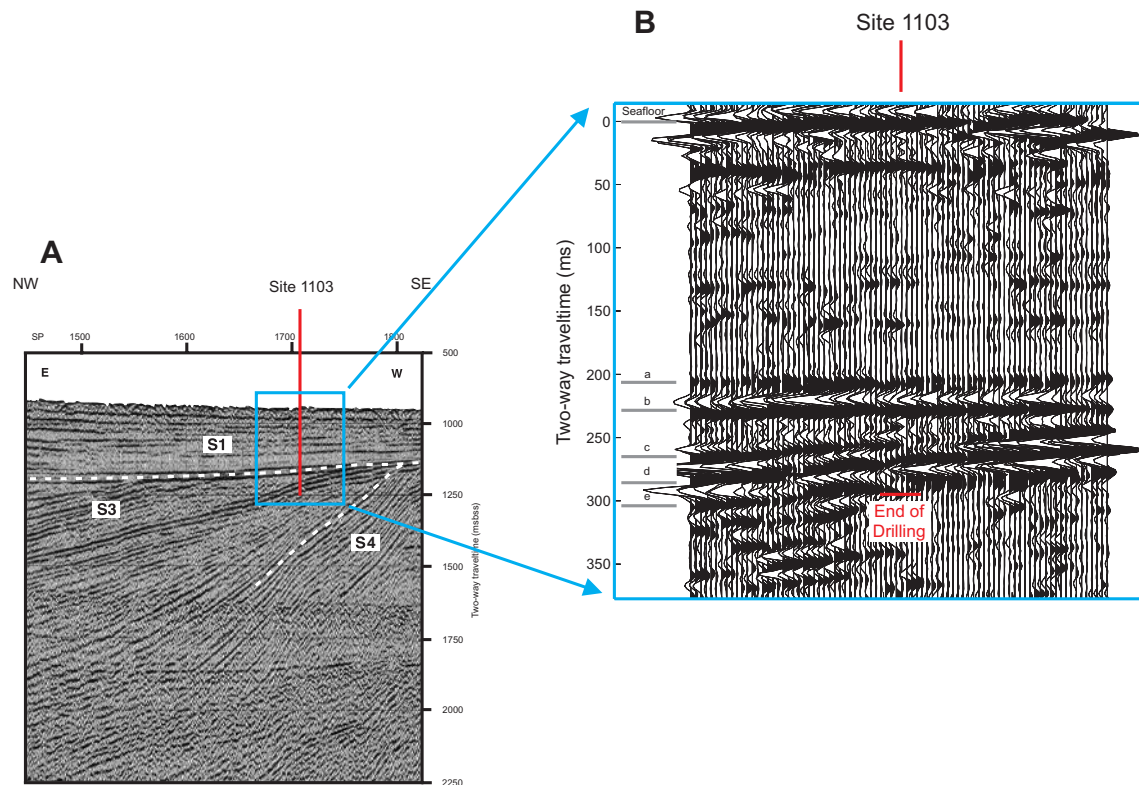 A
NW
SE
Site 1103
SP
1500
1600
1700
1800
E
W
500
1000
1250
1500
1750
2000
2250
Two-way traveltime (msbss)
S1
S3
S4
B
Site 1103
Seafloor
0
50
100
150
200
250
300
350
Two-way traveltime (ms)
a
b
c
d
e
End of
Drilling